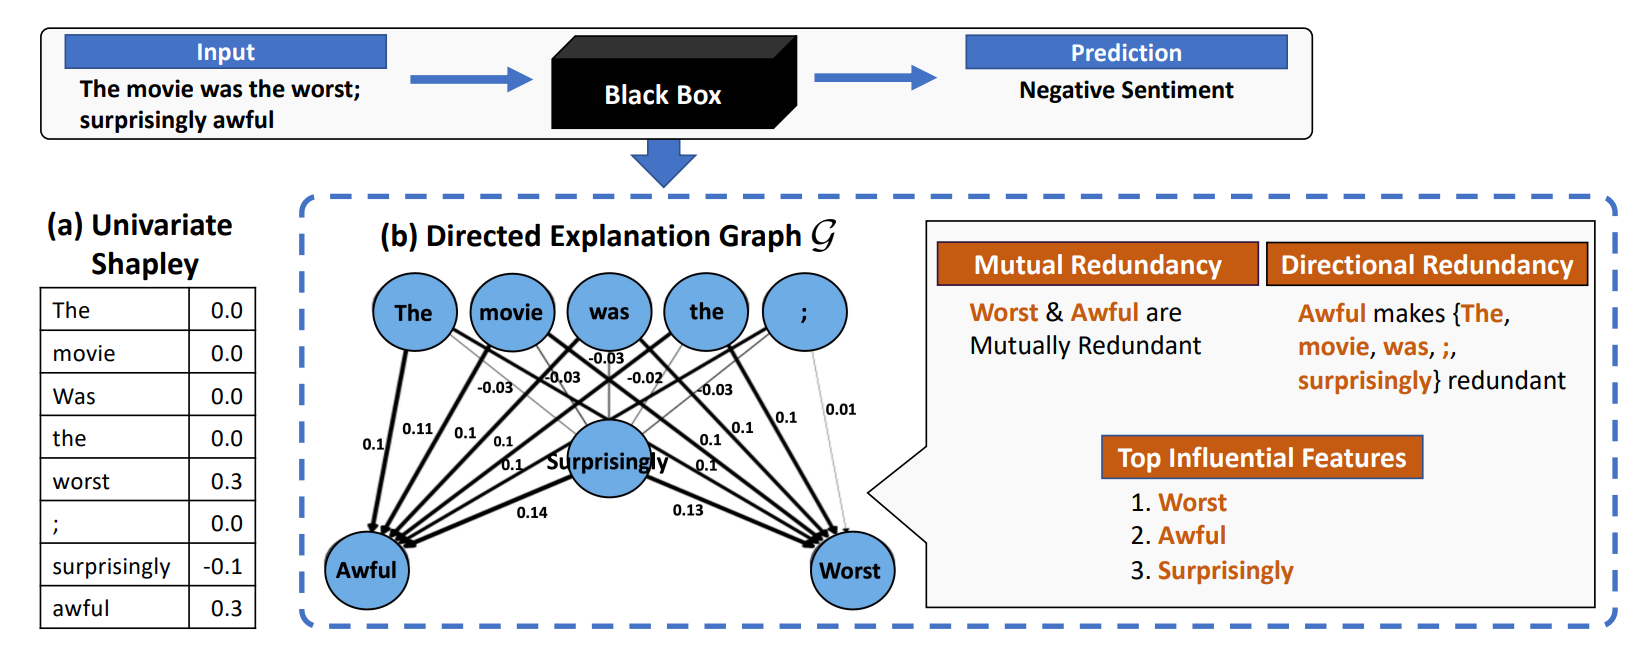 Input
The movie was the worst;
surprisingly awful
Black Box
Prediction
Negative Sentiment
(a) Univariate
Shapley
The 0.0
movie 0.0
Was 0.0
the 0.0
worst 0.3
; 0.0
surprisingly -0.1
awful 0.3
(b) Directed Explanation Graph 𝒢
The movie was the ;
-0.03
-0.03 -0.03 -0.02 -0.03
0.1 0.11 0.1 0.1 0.1 0.1 0.1 0.01
0.1 Surprisingly 0.1
0.14 0.13
Awful Worst
Mutual Redundancy
Worst & Awful are
Mutually Redundant
Directional Redundancy
Awful makes {The,
movie, was, ;,
surprisingly} redundant
Top Influential Features
1. Worst
2. Awful
3. Surprisingly